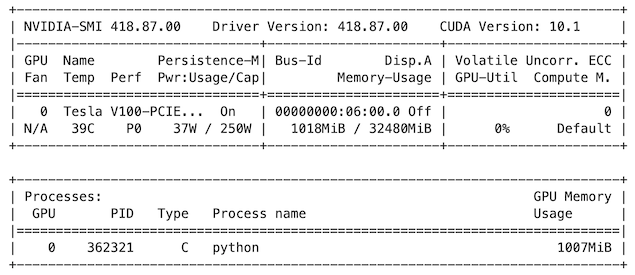 +-----------------------------------------------------------------------------+
| NVIDIA-SMI 418.87.00    Driver Version: 418.87.00    CUDA Version: 10.1     |
|-------------------------------+----------------------+----------------------+
| GPU  Name        Persistence-M| Bus-Id        Disp.A | Volatile Uncorr. ECC |
| Fan  Temp  Perf  Pwr:Usage/Cap|         Memory-Usage | GPU-Util  Compute M. |
|===============================+======================+======================|
|   0  Tesla V100-PCIE...  On   | 00000000:06:00.0 Off |                    0 |
| N/A   39C    P0    37W / 250W |   1018MiB / 32480MiB |      0%      Default |
+-------------------------------+----------------------+----------------------+
+-----------------------------------------------------------------------------+
| Processes:                                                       GPU Memory |
|  GPU       PID   Type   Process name                             Usage      |
|=============================================================================|
|    0    362321      C   python                                      1007MiB |
+-----------------------------------------------------------------------------+